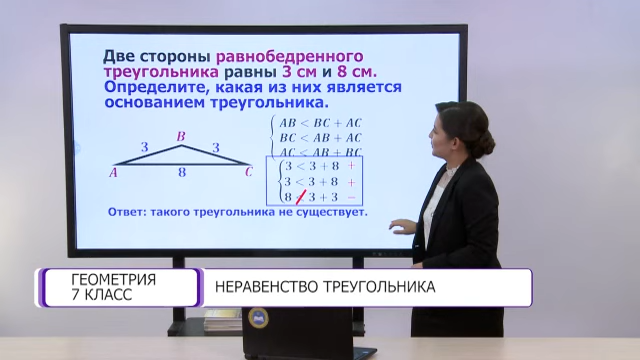 Две стороны равнобедренного
треугольника равны 3 см и 8 см.
Определите, какая из них является
основанием треугольника.
AB < BC + AC
BC < AB + AC
AC < AB + BC
B
3 3
A 8 C
3 < 3 + 8 +
3 < 3 + 8 +
8 < 3 + 3 −
Ответ: такого треугольника не существует.
ГЕОМЕТРИЯ
7 КЛАСС
НЕРАВЕНСТВО ТРЕУГОЛЬНИКА